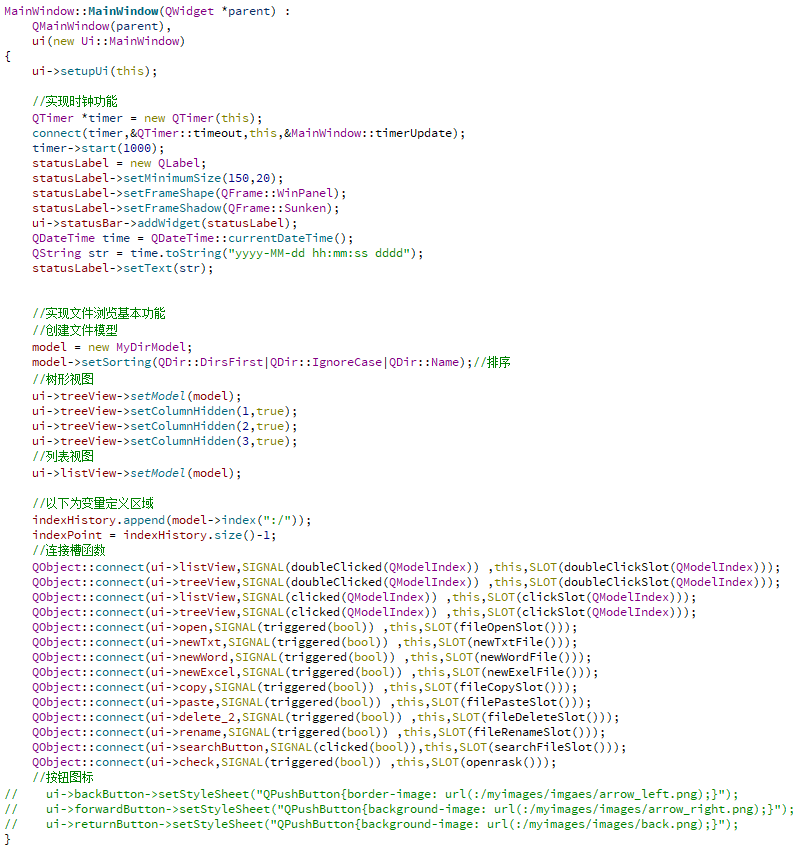 MainWindow::MainWindow(QWidget *parent) :
    QMainWindow(parent),
    ui(new Ui::MainWindow)
{
    ui->setupUi(this);

    //实现时钟功能
    QTimer *timer = new QTimer(this);
    connect(timer,&QTimer::timeout,this,&MainWindow::timerUpdate);
    timer->start(1000);
    statusLabel = new QLabel;
    statusLabel->setMinimumSize(150,20);
    statusLabel->setFrameShape(QFrame::WinPanel);
    statusLabel->setFrameShadow(QFrame::Sunken);
    ui->statusBar->addWidget(statusLabel);
    QDateTime time = QDateTime::currentDateTime();
    QString str = time.toString("yyyy-MM-dd hh:mm:ss dddd");
    statusLabel->setText(str);


    //实现文件浏览基本功能
    //创建文件模型
    model = new MyDirModel;
    model->setSorting(QDir::DirsFirst|QDir::IgnoreCase|QDir::Name);//排序
    //树形视图
    ui->treeView->setModel(model);
    ui->treeView->setColumnHidden(1,true);
    ui->treeView->setColumnHidden(2,true);
    ui->treeView->setColumnHidden(3,true);
    //列表视图
    ui->listView->setModel(model);

    //以下为变量定义区域
    indexHistory.append(model->index(":/"));
    indexPoint = indexHistory.size()-1;
    //连接槽函数
    QObject::connect(ui->listView,SIGNAL(doubleClicked(QModelIndex)) ,this,SLOT(doubleClickSlot(QModelIndex)));
    QObject::connect(ui->treeView,SIGNAL(doubleClicked(QModelIndex)) ,this,SLOT(doubleClickSlot(QModelIndex)));
    QObject::connect(ui->listView,SIGNAL(clicked(QModelIndex)) ,this,SLOT(clickSlot(QModelIndex)));
    QObject::connect(ui->treeView,SIGNAL(clicked(QModelIndex)) ,this,SLOT(clickSlot(QModelIndex)));
    QObject::connect(ui->open,SIGNAL(triggered(bool)) ,this,SLOT(fileOpenSlot()));
    QObject::connect(ui->newTxt,SIGNAL(triggered(bool)) ,this,SLOT(newTxtFile()));
    QObject::connect(ui->newWord,SIGNAL(triggered(bool)) ,this,SLOT(newWordFile()));
    QObject::connect(ui->newExcel,SIGNAL(triggered(bool)) ,this,SLOT(newExelFile()));
    QObject::connect(ui->copy,SIGNAL(triggered(bool)) ,this,SLOT(fileCopySlot()));
    QObject::connect(ui->paste,SIGNAL(triggered(bool)) ,this,SLOT(filePasteSlot()));
    QObject::connect(ui->delete_2,SIGNAL(triggered(bool)) ,this,SLOT(fileDeleteSlot()));
    QObject::connect(ui->rename,SIGNAL(triggered(bool)) ,this,SLOT(fileRenameSlot()));
    QObject::connect(ui->searchButton,SIGNAL(clicked(bool)),this,SLOT(searchFileSlot()));
    QObject::connect(ui->check,SIGNAL(triggered(bool)) ,this,SLOT(openrask()));
    //按钮图标
//    ui->backButton->setStyleSheet("QPushButton{border-image: url(:/myimages/imgaes/arrow_left.png);}");
//    ui->forwardButton->setStyleSheet("QPushButton{background-image: url(:/myimages/images/arrow_right.png);}");
//    ui->returnButton->setStyleSheet("QPushButton{background-image: url(:/myimages/images/back.png);}");
}